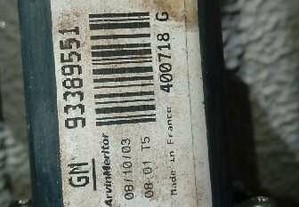 GM 93389551
ArvinMeritor
08/10/03 400718 G
08:01 T5 Made in France